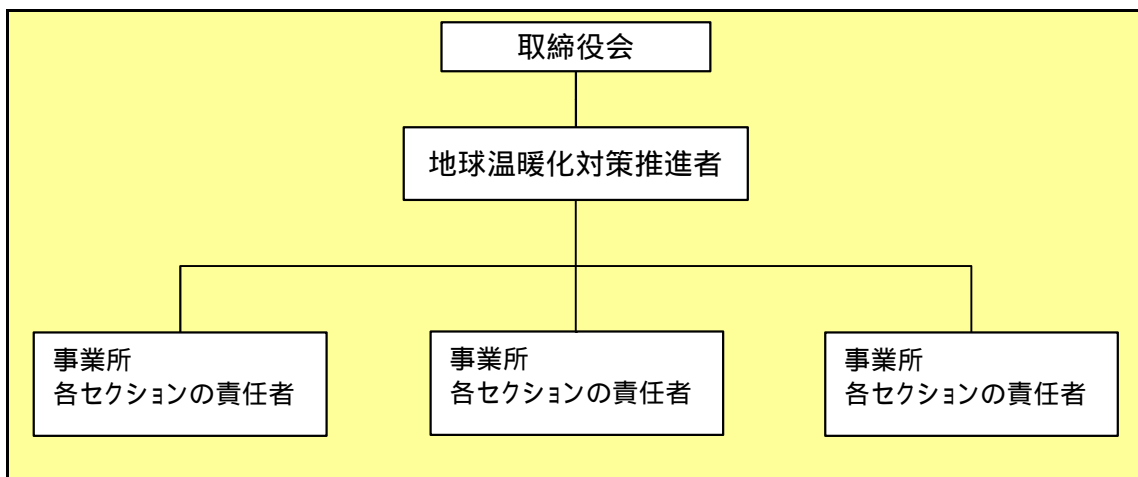 取締役会
地球温暖化対策推進者
事業所
各セクションの責任者
事業所
各セクションの責任者
事業所
各セクションの責任者